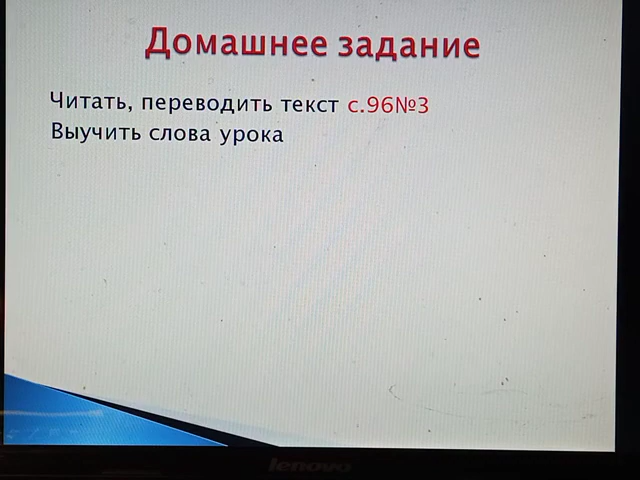 Домашнее задание
Читать, переводить текст с.96№3
Выучить слова урока
lenovo